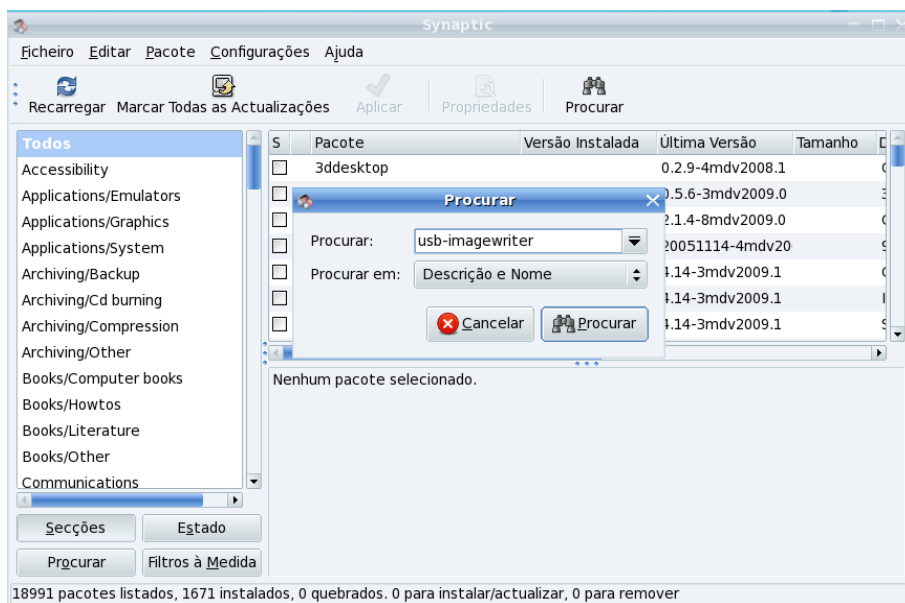 Synaptic
Ficheiro Editar Pacote Configurações Ajuda
Recarregar Marcar Todas as Actualizações Aplicar Propriedades Procurar
Todos
Accessibility
Applications/Emulators
Applications/Graphics
Applications/System
Archiving/Backup
Archiving/Cd burning
Archiving/Compression
Archiving/Other
Books/Computer books
Books/Howtos
Books/Literature
Books/Other
Communications
Secções Estado
Procurar Filtros à Medida
S Pacote Versão Instalada Última Versão Tamanho
3ddesktop 0.2.9-4mdv2008.1
0.5.6-3mdv2009.0
2.1.4-8mdv2009.0
20051114-4mdv20
4.14-3mdv2009.1
4.14-3mdv2009.1
4.14-3mdv2009.1
Procurar
Procurar: usb-imagewriter
Procurar em: Descrição e Nome
Cancelar Procurar
Nenhum pacote selecionado.
18991 pacotes listados, 1671 instalados, 0 quebrados. 0 para instalar/actualizar, 0 para remover